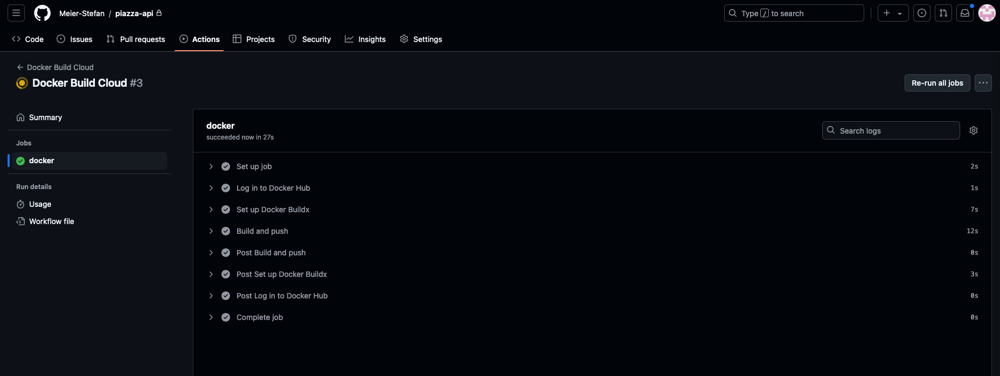 Meier-Stefan / piazza-api
Type / to search
Code Issues Pull requests Actions Projects Security Insights Settings
← Docker Build Cloud
Docker Build Cloud #3
Re-run all jobs
Summary
Jobs
docker
Run details
Usage
Workflow file
docker
succeeded now in 27s
Search logs
Set up job 2s
Log in to Docker Hub 1s
Set up Docker Buildx 7s
Build and push 12s
Post Build and push 0s
Post Set up Docker Buildx 3s
Post Log in to Docker Hub 0s
Complete job 0s